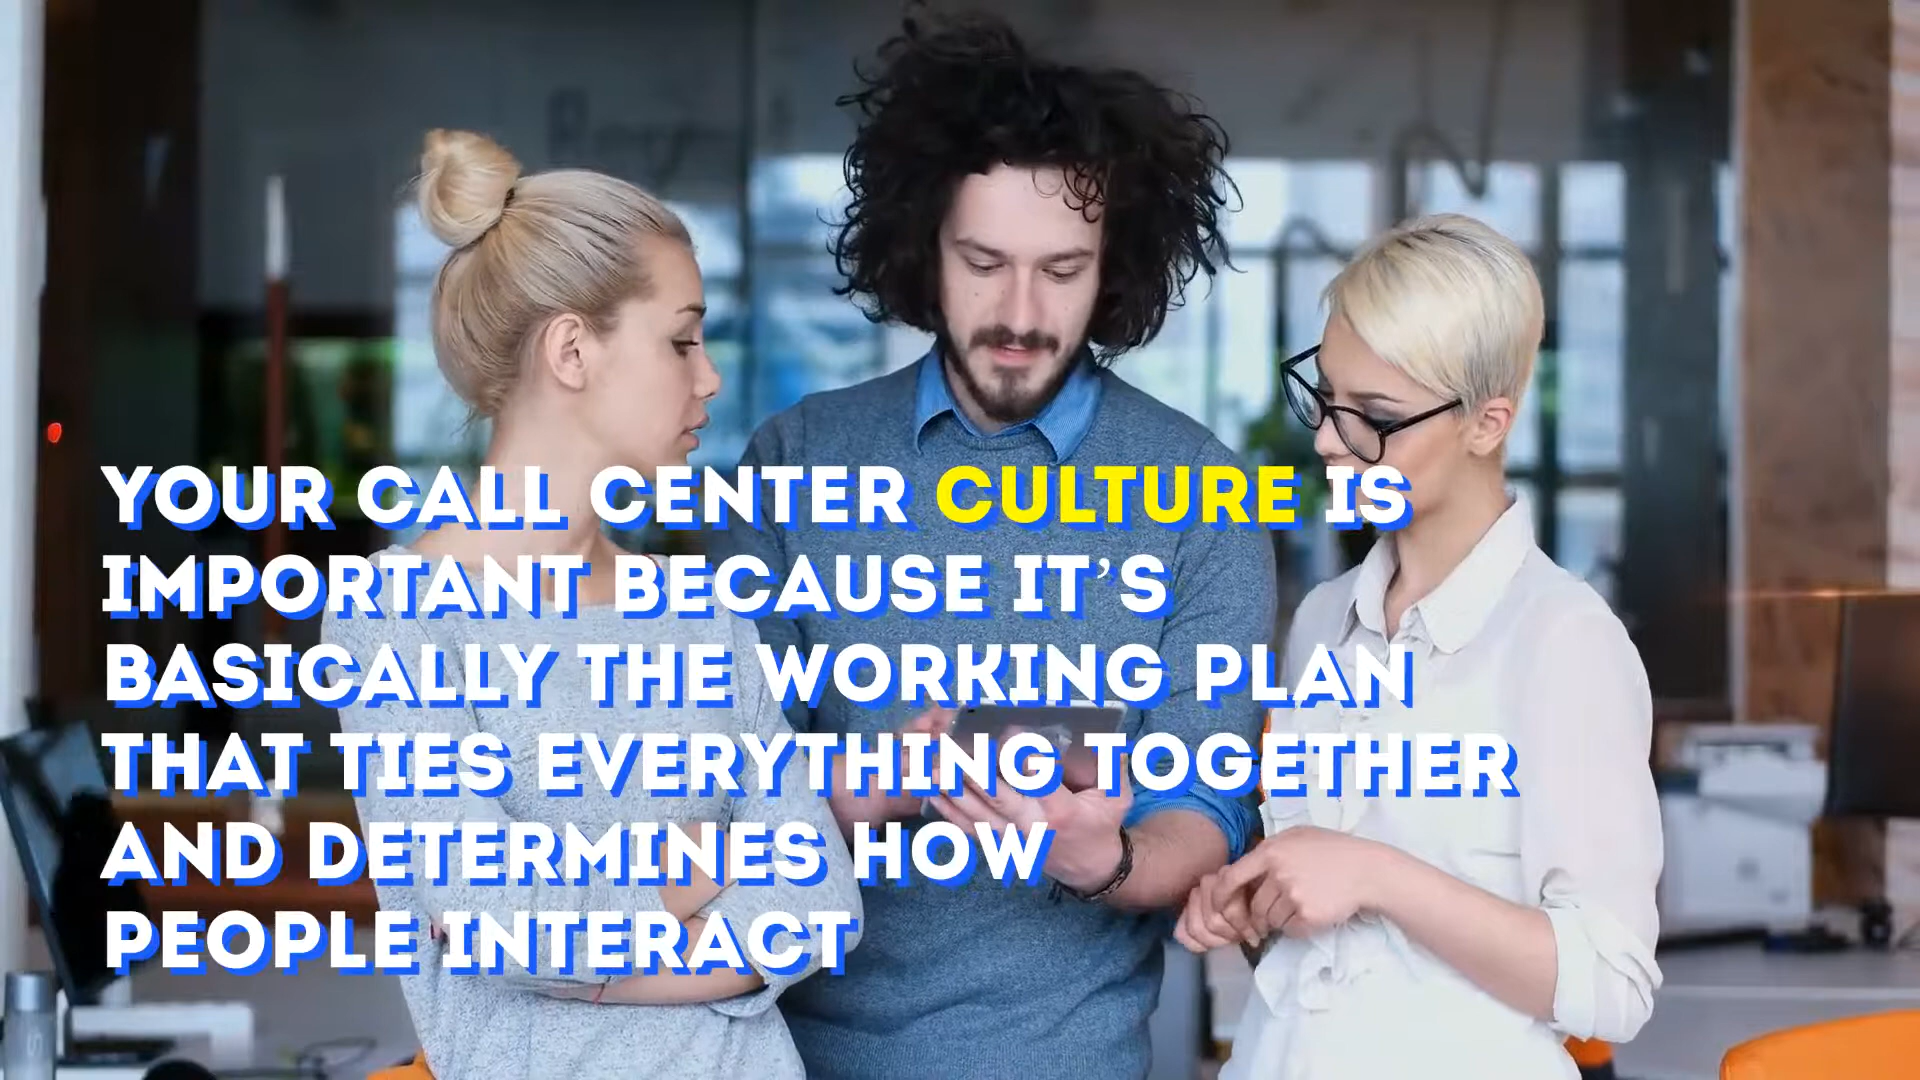 YOUR CALL CENTER CULTURE IS
IMPORTANT BECAUSE IT'S
BASICALLY THE WORKING PLAN
THAT TIES EVERYTHING TOGETHER
AND DETERMINES HOW
PEOPLE INTERACT